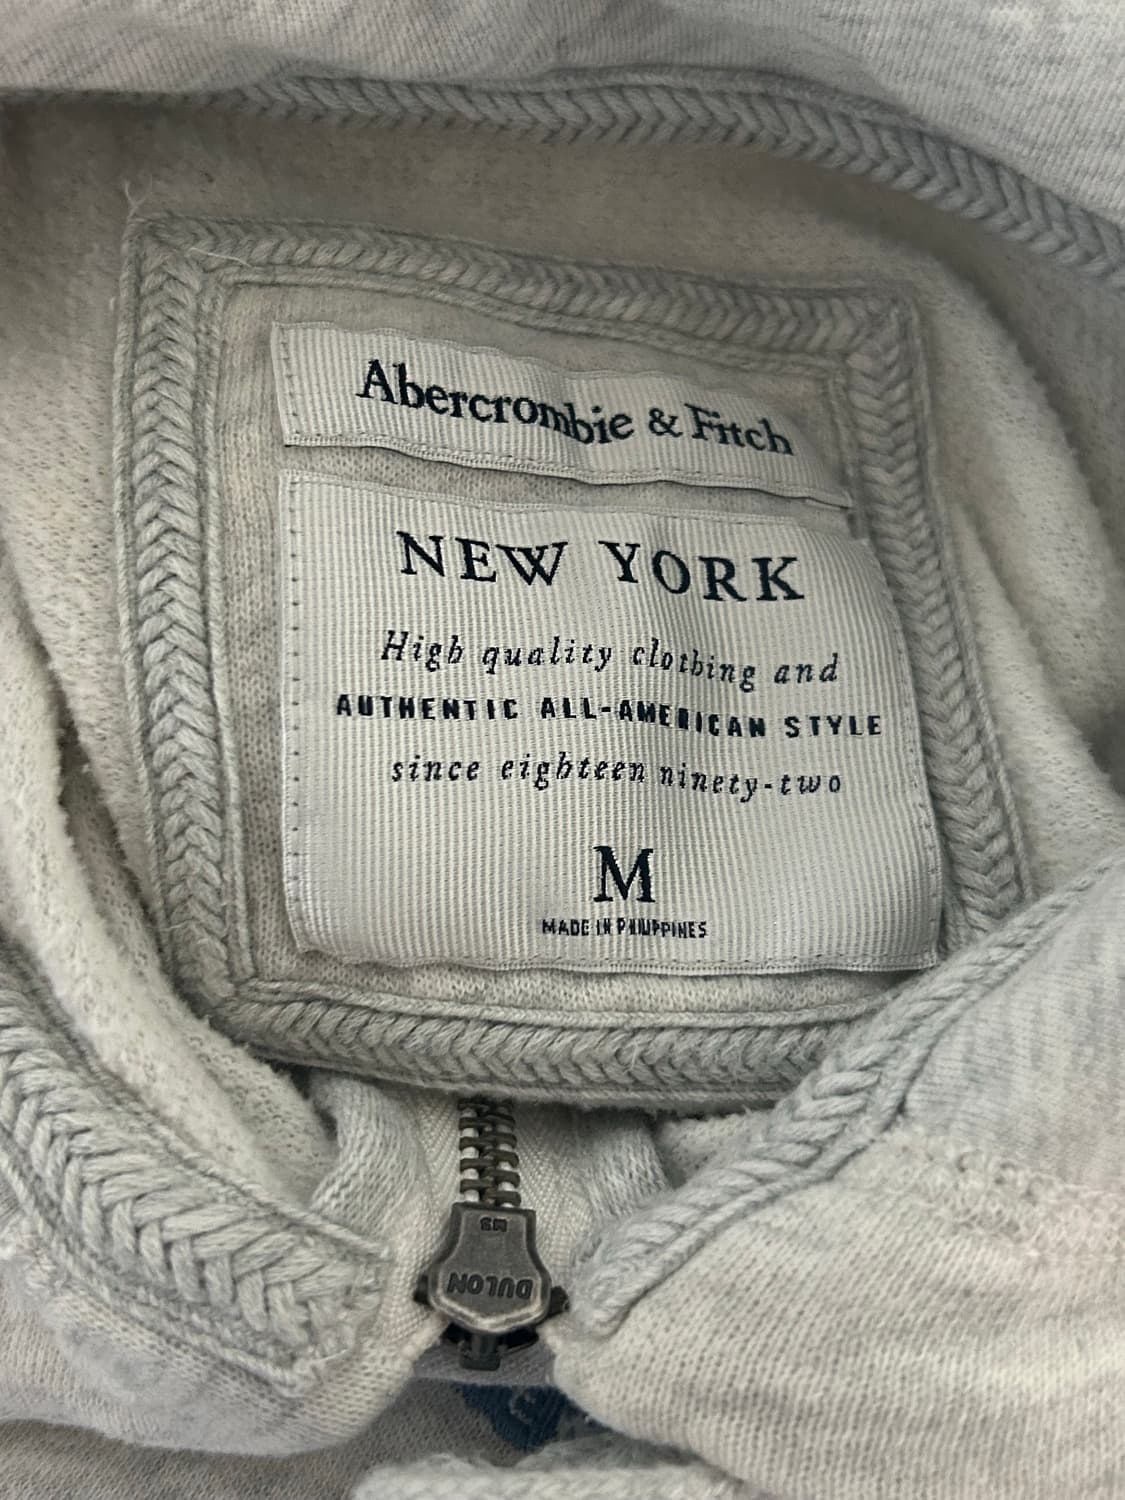 Abercrombie & Fitch
NEW YORK
High quality clothing and
AUTHENTIC ALL-AMERICAN STYLE
since eighteen ninety-two
M
MADE IN PHILIPPINES
DULON